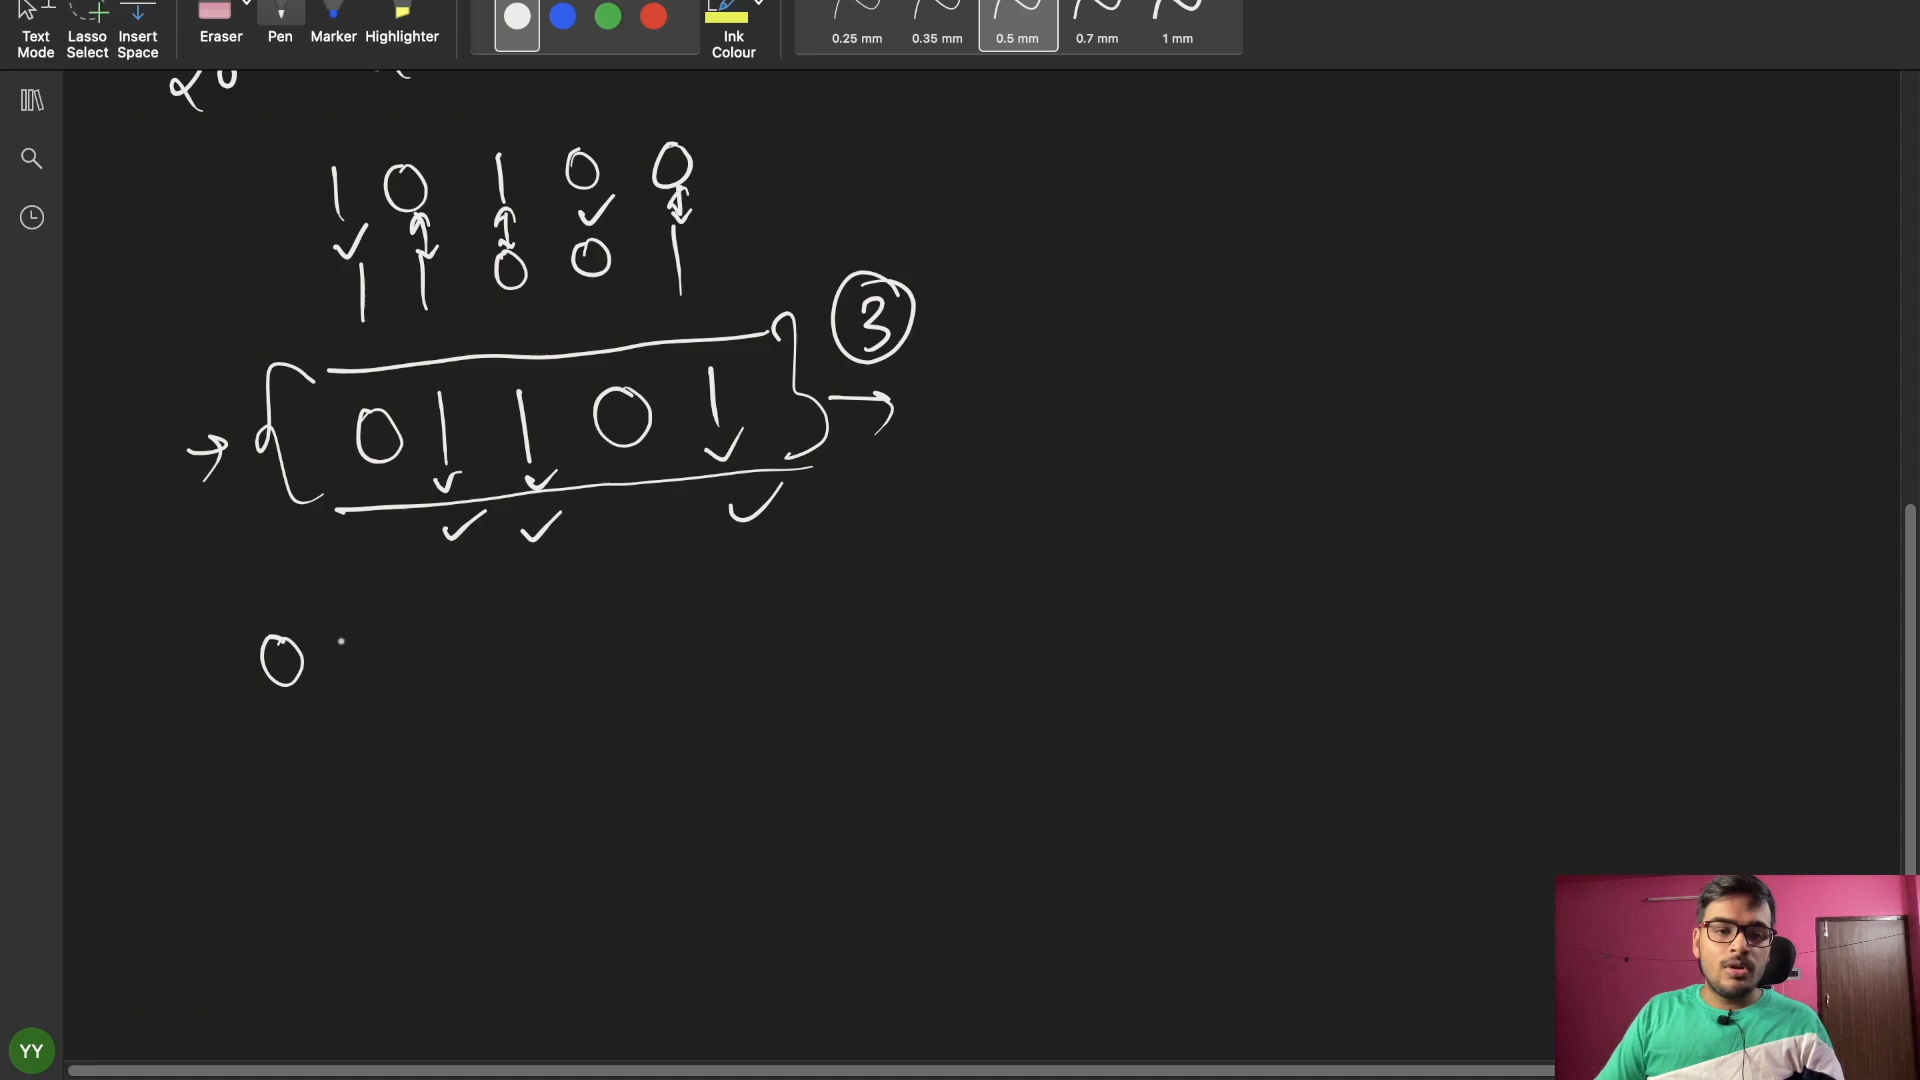 Text Mode
Lasso Select
Insert Space
Eraser
Pen
Marker
Highlighter
Ink Colour
0.25 mm
0.35 mm
0.5 mm
0.7 mm
1 mm
1 0 1 0 0
1 1 0 0 1
3
0 1 1 0 1
0
YY